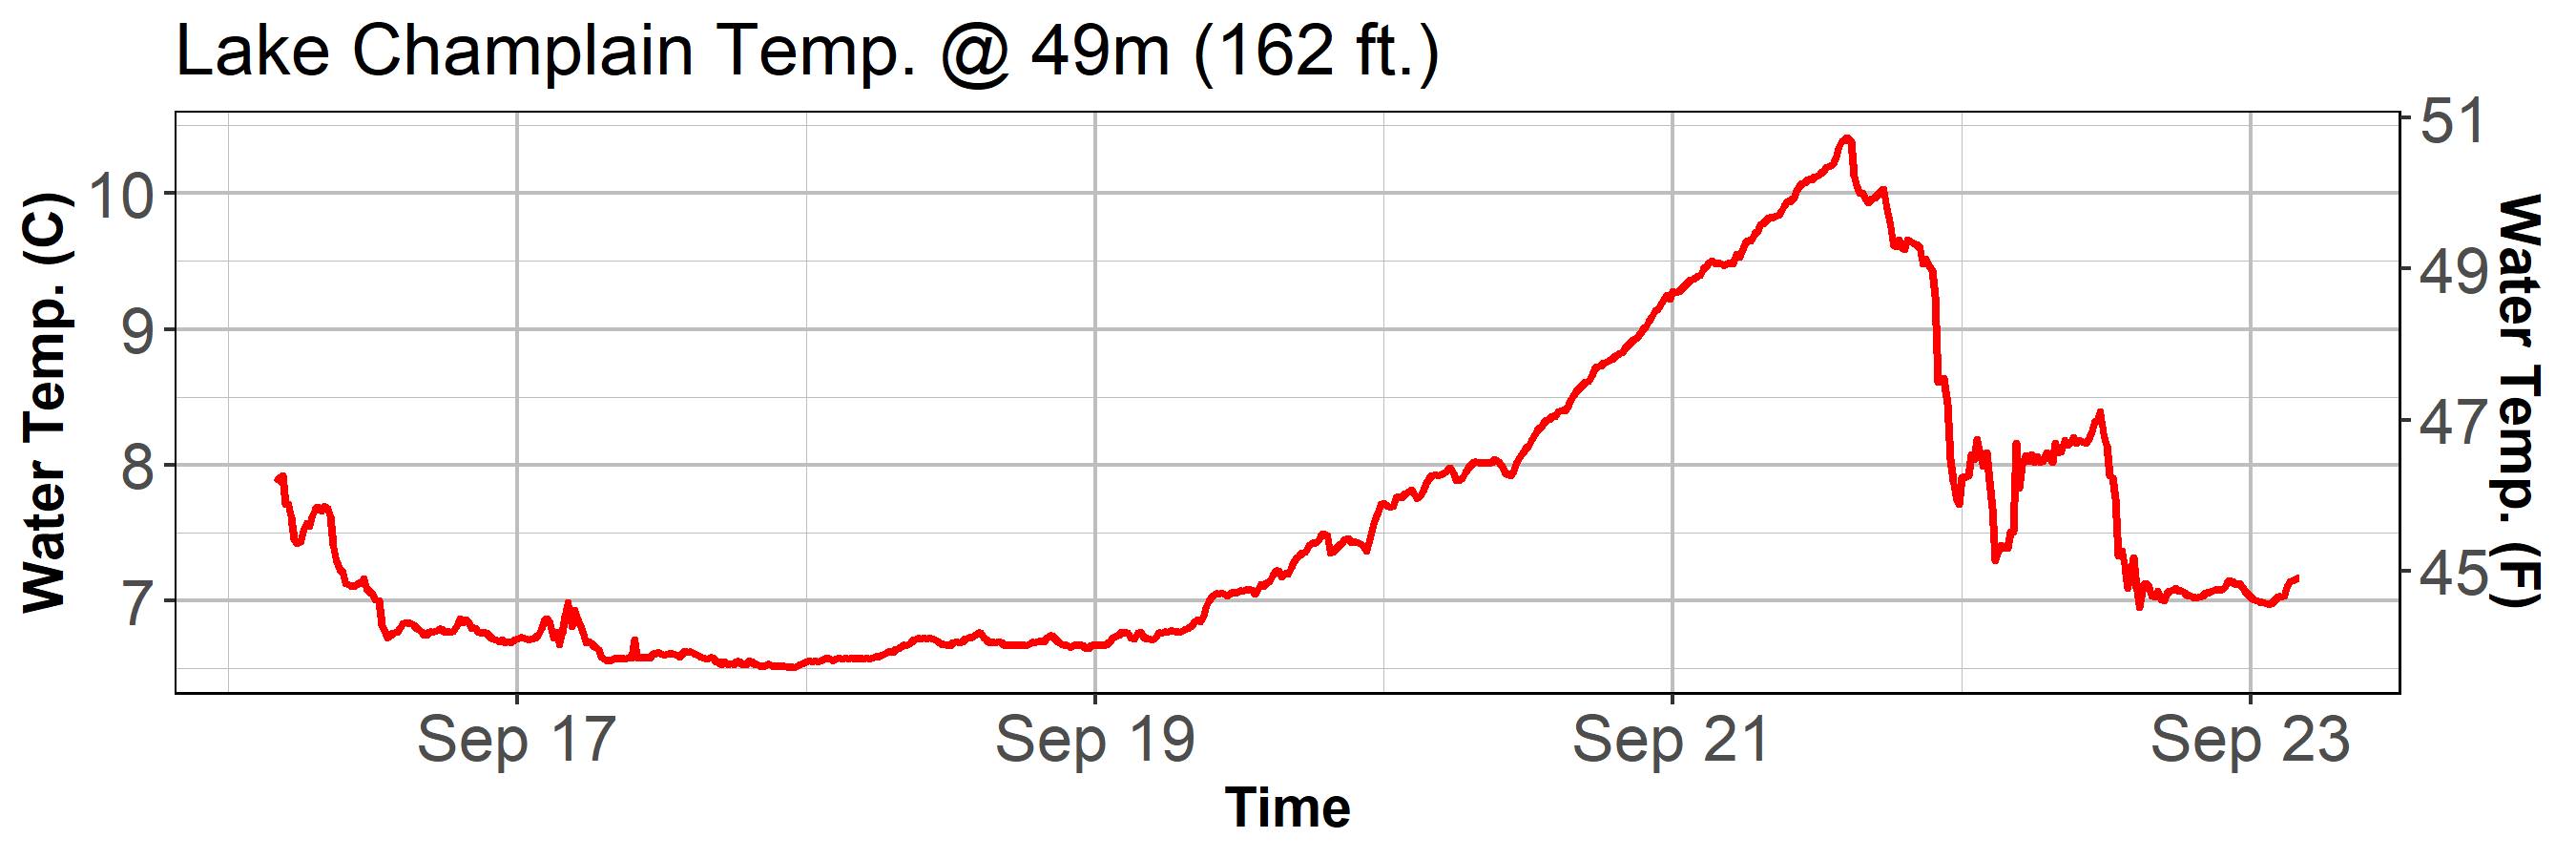 Lake Champlain Temp. @ 49m (162 ft.)
Water Temp. (C)
10
9
8
7
51
49
47
45
Water Temp. (F)
Sep 17 Sep 19 Sep 21 Sep 23
Time